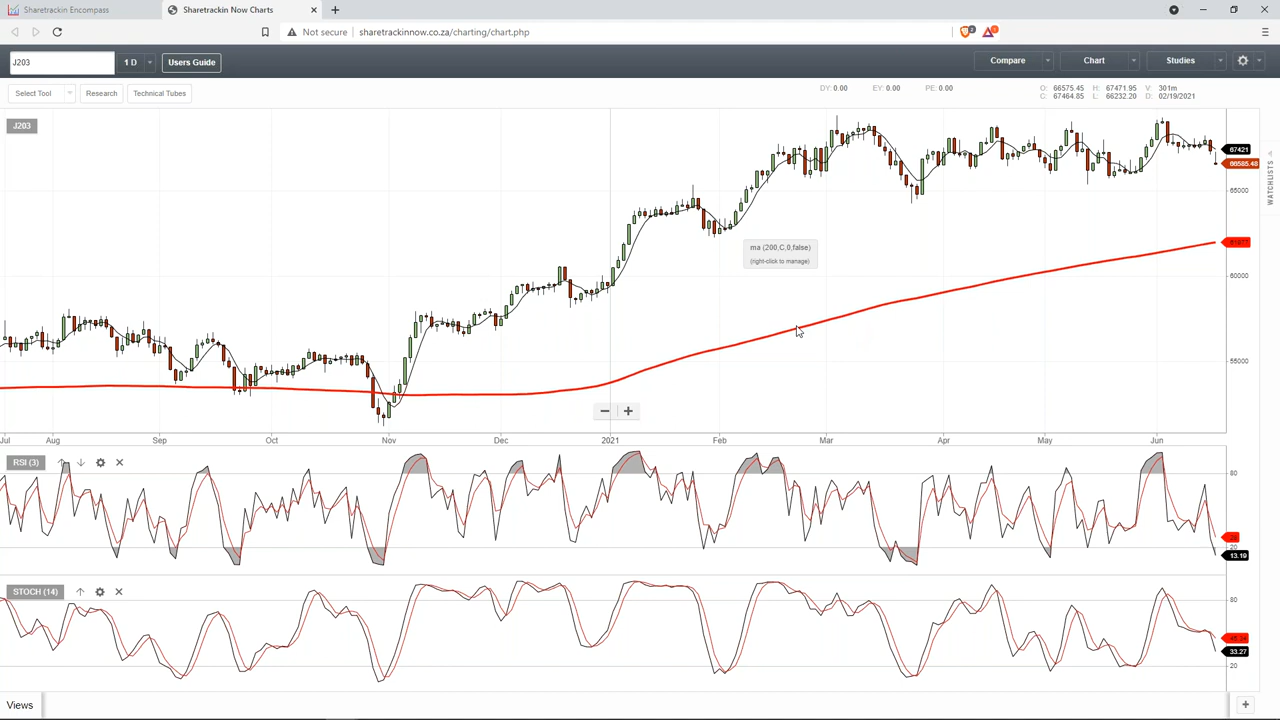 Sharetrackin Encompass
Sharetrackin Now Charts
Not secure
sharetrackinnow.co.za/charting/chart.php
J203
1 D
Users Guide
Compare
Chart
Studies
Select Tool
Research
Technical Tubes
DY: 0.00 EY: 0.00 PE: 0.00
O: 66575.45 H: 67471.95 V: 301m
C: 67464.85 L: 66232.20 D: 02/19/2021
J203
67421
66585.48
65000
WATCHLISTS
ma (200,C,0,false)
(right-click to manage)
60000
55000
Jul Aug Sep Oct Nov Dec 2021 Feb Mar Apr May Jun
RSI (3)
80
20
13.19
STOCH (14)
80
33.27
20
Views